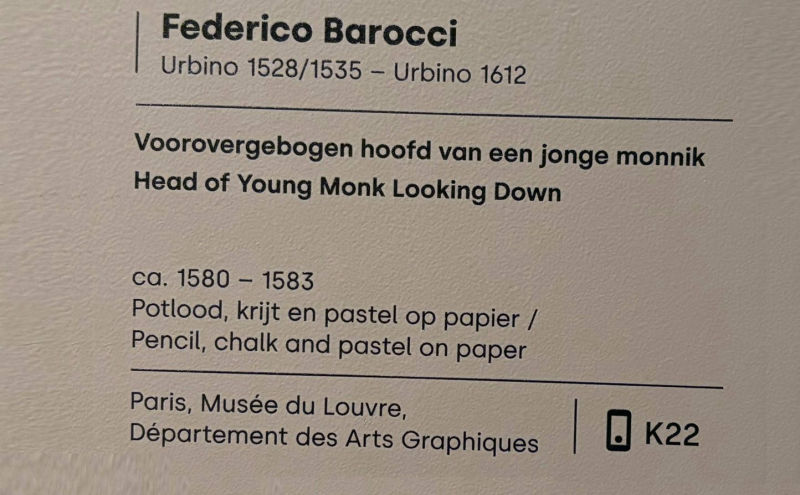 Federico Barocci
Urbino 1528/1535 – Urbino 1612
Voorovergebogen hoofd van een jonge monnik
Head of Young Monk Looking Down
ca. 1580 – 1583
Potlood, krijt en pastel op papier /
Pencil, chalk and pastel on paper
Paris, Musée du Louvre,
Département des Arts Graphiques
K22